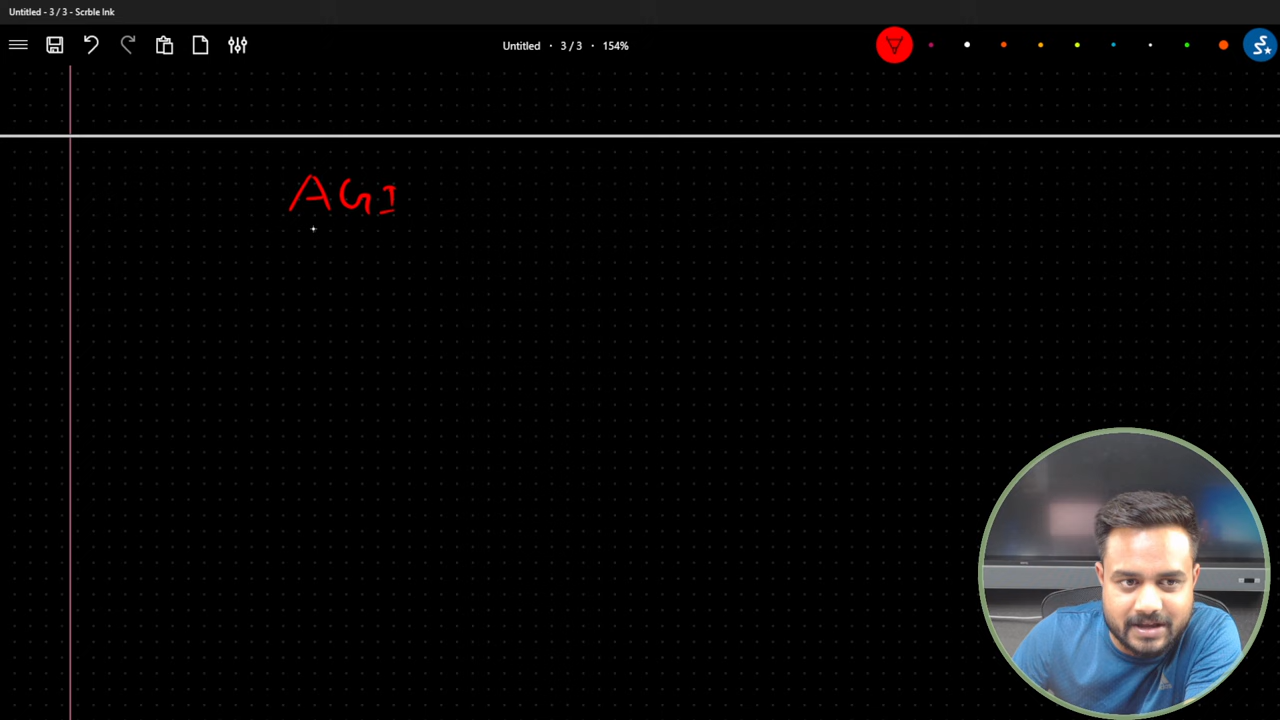 Untitled - 3 / 3 - Scrble Ink
Untitled · 3 / 3 · 154%
AGI